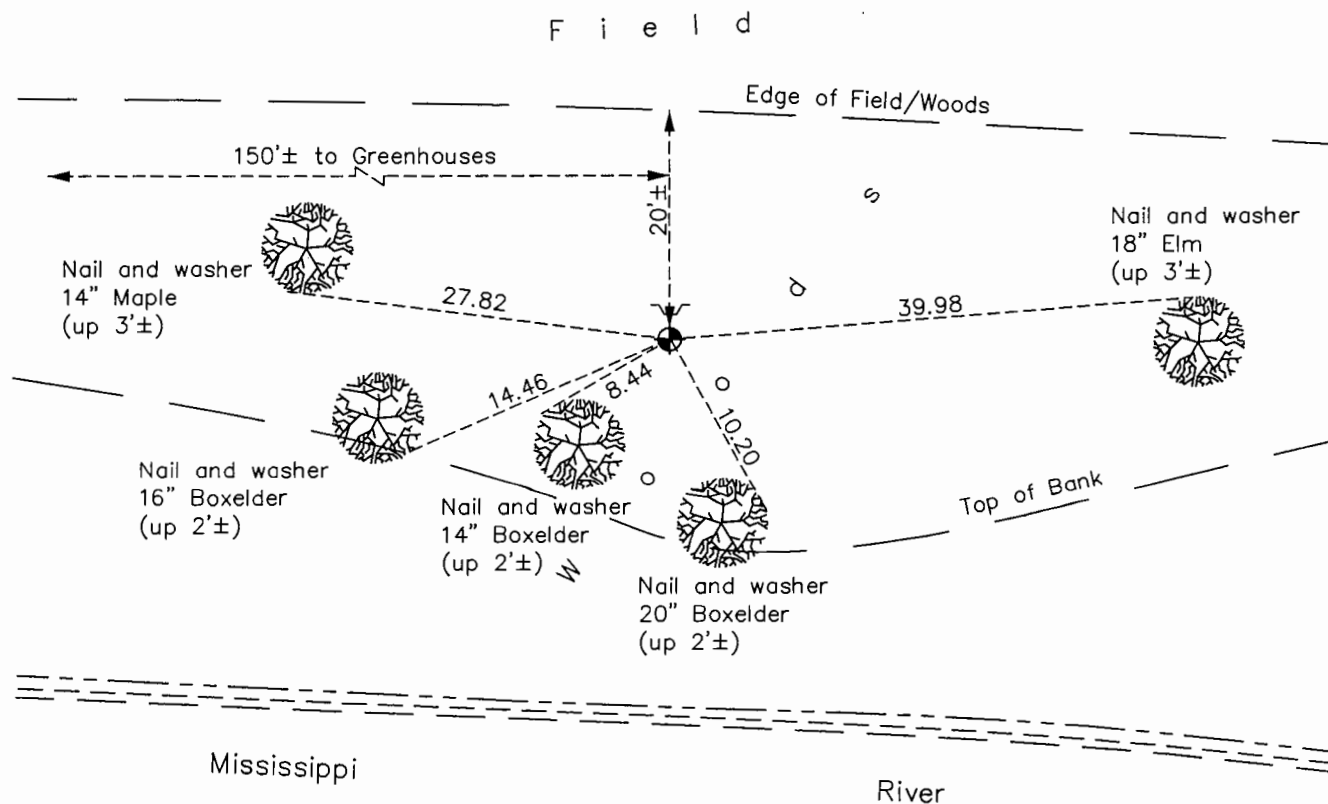 Field
Edge of Field/Woods
150'± to Greenhouses
20'±
Nail and washer
18" Elm
(up 3'±)
Nail and washer
14" Maple
(up 3'±)
27.82
39.98
14.46
8.44
10.20
Woods
Nail and washer
16" Boxelder
(up 2'±)
Nail and washer
14" Boxelder
(up 2'±)
Top of Bank
Nail and washer
20" Boxelder
(up 2'±)
Mississippi River